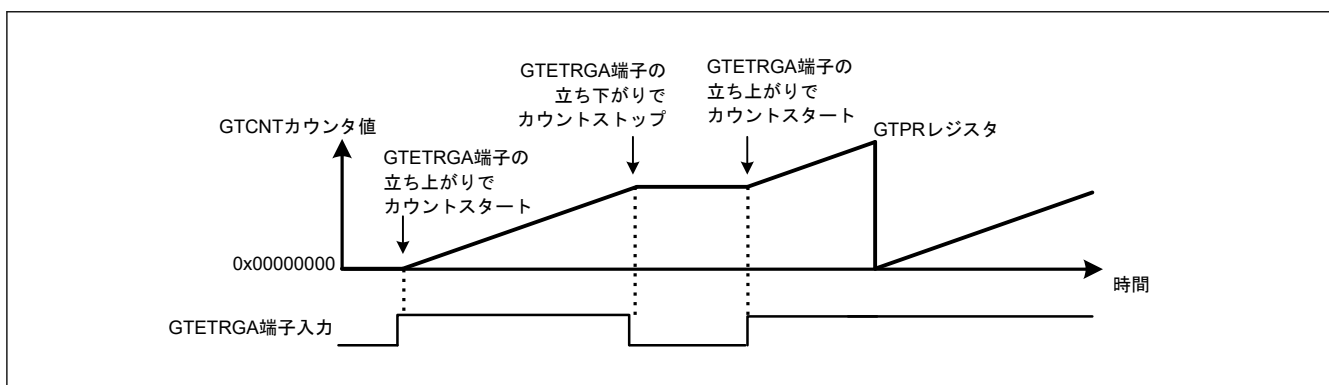 GTETRGA端子の
立ち下がりで
カウントストップ
GTETRGA端子の
立ち上がりで
カウントスタート
GTCNTカウンタ値
GTPRレジスタ
GTETRGA端子の
立ち上がりで
カウントスタート
0x00000000
時間
GTETRGA端子入力